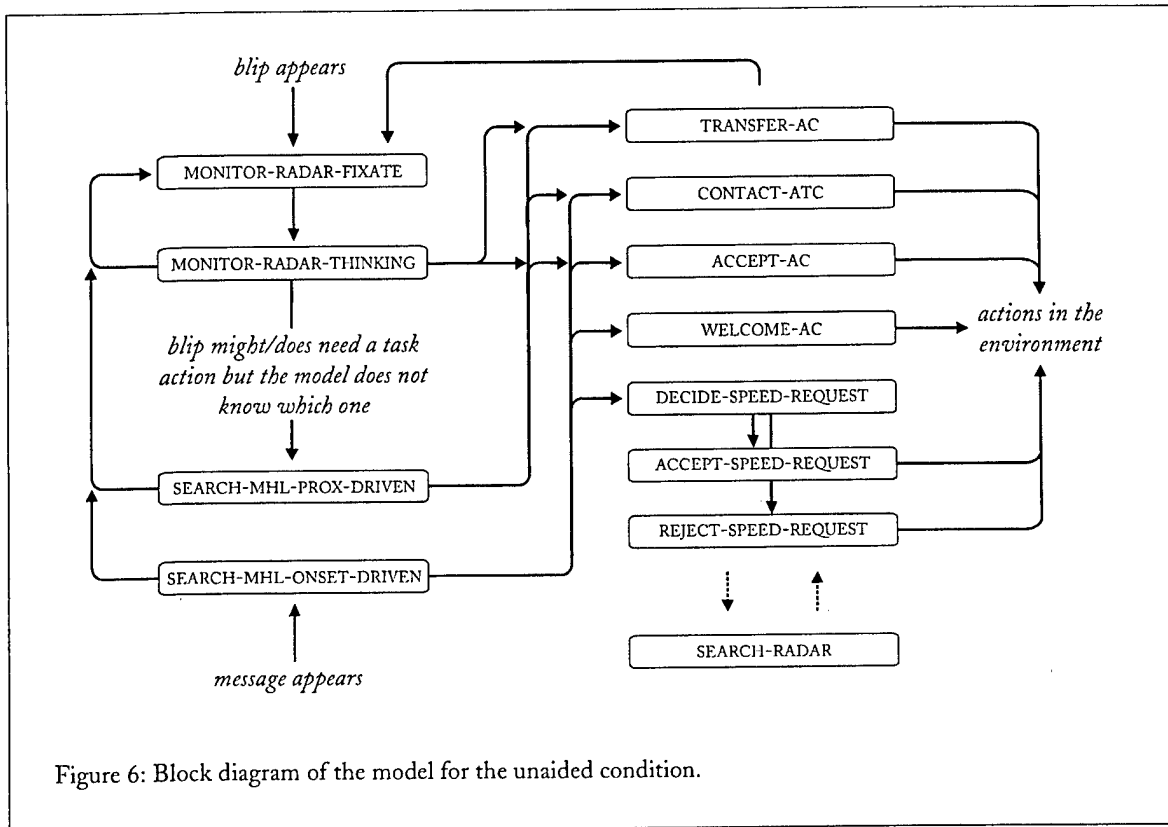 blip appears
MONITOR-RADAR-FIXATE
MONITOR-RADAR-THINKING
blip might/does need a task
action but the model does not
know which one
SEARCH-MHL-PROX-DRIVEN
SEARCH-MHL-ONSET-DRIVEN
message appears
TRANSFER-AC
CONTACT-ATC
ACCEPT-AC
WELCOME-AC
DECIDE-SPEED-REQUEST
ACCEPT-SPEED-REQUEST
REJECT-SPEED-REQUEST
SEARCH-RADAR
actions in the
environment
Figure 6: Block diagram of the model for the unaided condition.